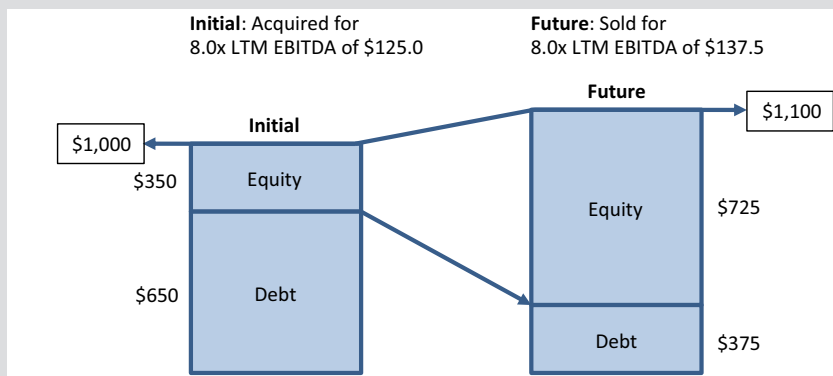 Initial: Acquired for
8.0x LTM EBITDA of $125.0
Future: Sold for
8.0x LTM EBITDA of $137.5
Initial
Future
$1,000
$1,100
$350
Equity
Equity
$725
$650
Debt
Debt
$375